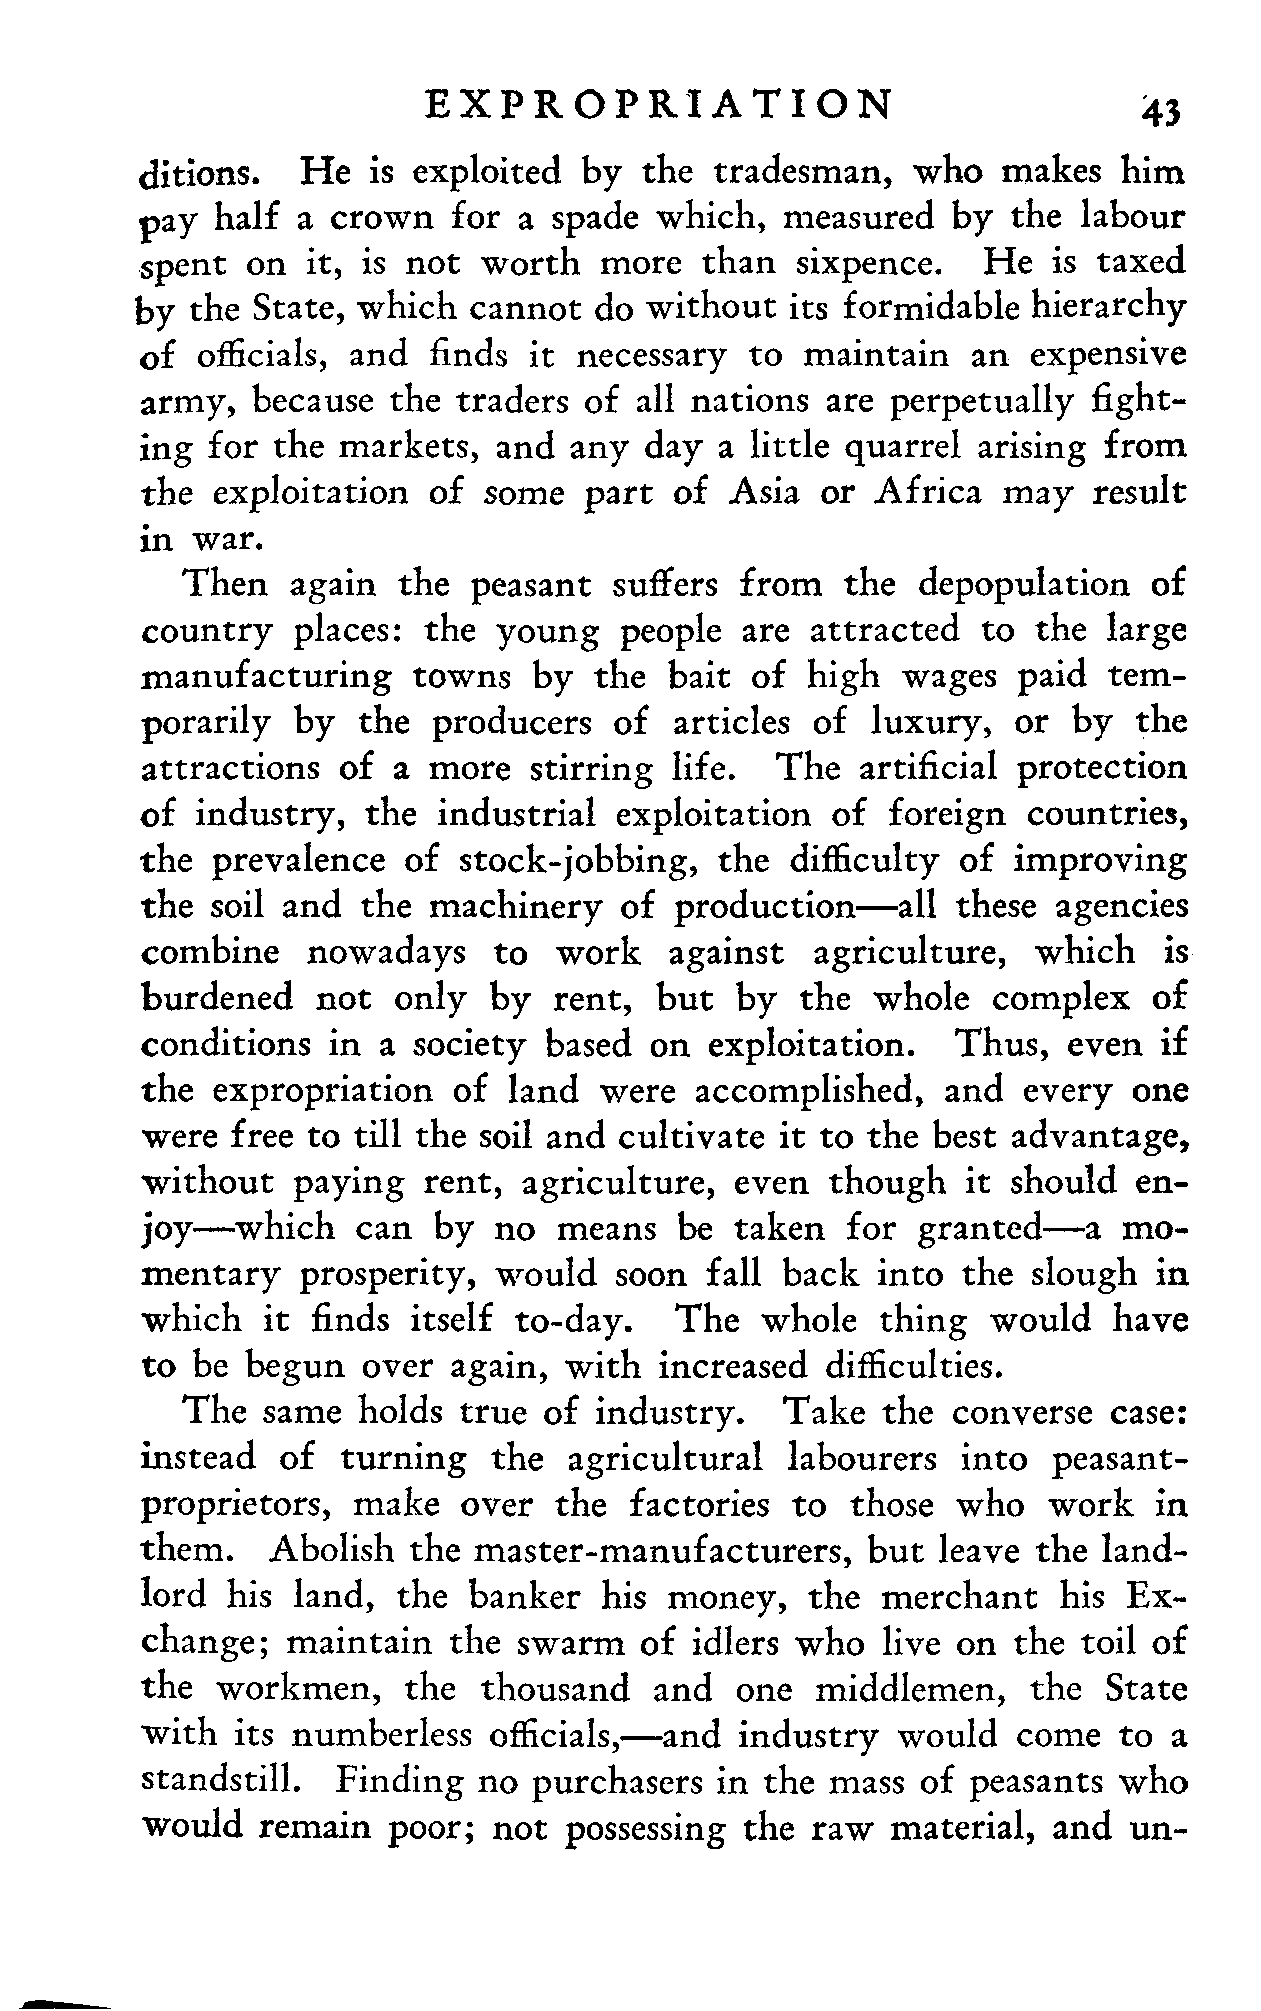 EXPROPRIATION 43
ditions. He is exploited by the tradesman, who makes him
pay half a crown for a spade which, measured by the labour
spent on it, is not worth more than sixpence. He is taxed
by the State, which cannot do without its formidable hierarchy
of officials, and finds it necessary to maintain an expensive
army, because the traders of all nations are perpetually fight-
ing for the markets, and any day a little quarrel arising from
the exploitation of some part of Asia or Africa may result
in war.
Then again the peasant suffers from the depopulation of
country places: the young people are attracted to the large
manufacturing towns by the bait of high wages paid tem-
porarily by the producers of articles of luxury, or by the
attractions of a more stirring life. The artificial protection
of industry, the industrial exploitation of foreign countries,
the prevalence of stock-jobbing, the difficulty of improving
the soil and the machinery of production—all these agencies
combine nowadays to work against agriculture, which is
burdened not only by rent, but by the whole complex of
conditions in a society based on exploitation. Thus, even if
the expropriation of land were accomplished, and every one
were free to till the soil and cultivate it to the best advantage,
without paying rent, agriculture, even though it should en-
joy—which can by no means be taken for granted—a mo-
mentary prosperity, would soon fall back into the slough in
which it finds itself to-day. The whole thing would have
to be begun over again, with increased difficulties.
The same holds true of industry. Take the converse case:
instead of turning the agricultural labourers into peasant-
proprietors, make over the factories to those who work in
them. Abolish the master-manufacturers, but leave the land-
lord his land, the banker his money, the merchant his Ex-
change; maintain the swarm of idlers who live on the toil of
the workmen, the thousand and one middlemen, the State
with its numberless officials,—and industry would come to a
standstill. Finding no purchasers in the mass of peasants who
would remain poor; not possessing the raw material, and un-